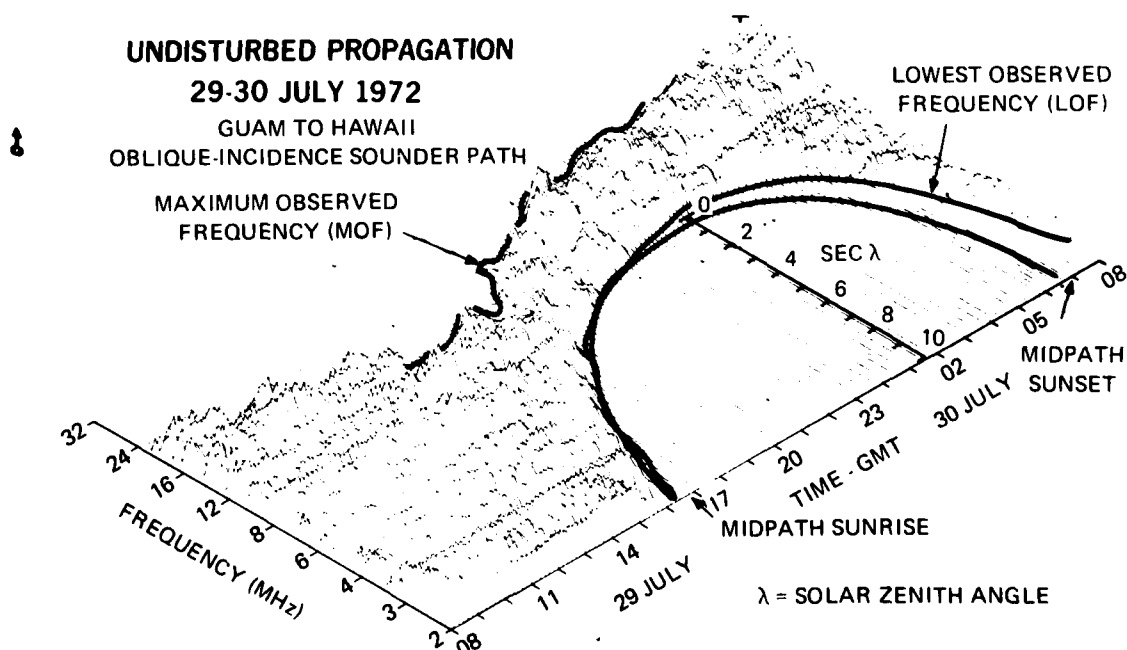 UNDISTURBED PROPAGATION
29-30 JULY 1972
GUAM TO HAWAII
OBLIQUE-INCIDENCE SOUNDER PATH
MAXIMUM OBSERVED
FREQUENCY (MOF)
LOWEST OBSERVED
FREQUENCY (LOF)
0
2
4
SEC λ
6
8
10
32
24
16
12
8
6
4
3
2
FREQUENCY (MHz)
08
11
14
17
20
23
02
05
08
29 JULY
TIME - GMT
30 JULY
MIDPATH
SUNSET
MIDPATH SUNRISE
λ = SOLAR ZENITH ANGLE